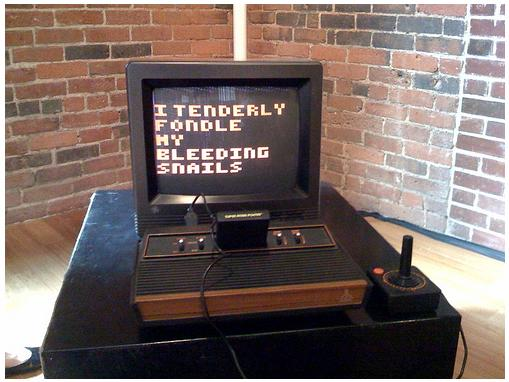 I TENDERLY
FONDLE
MY
BLEEDING
SNAILS